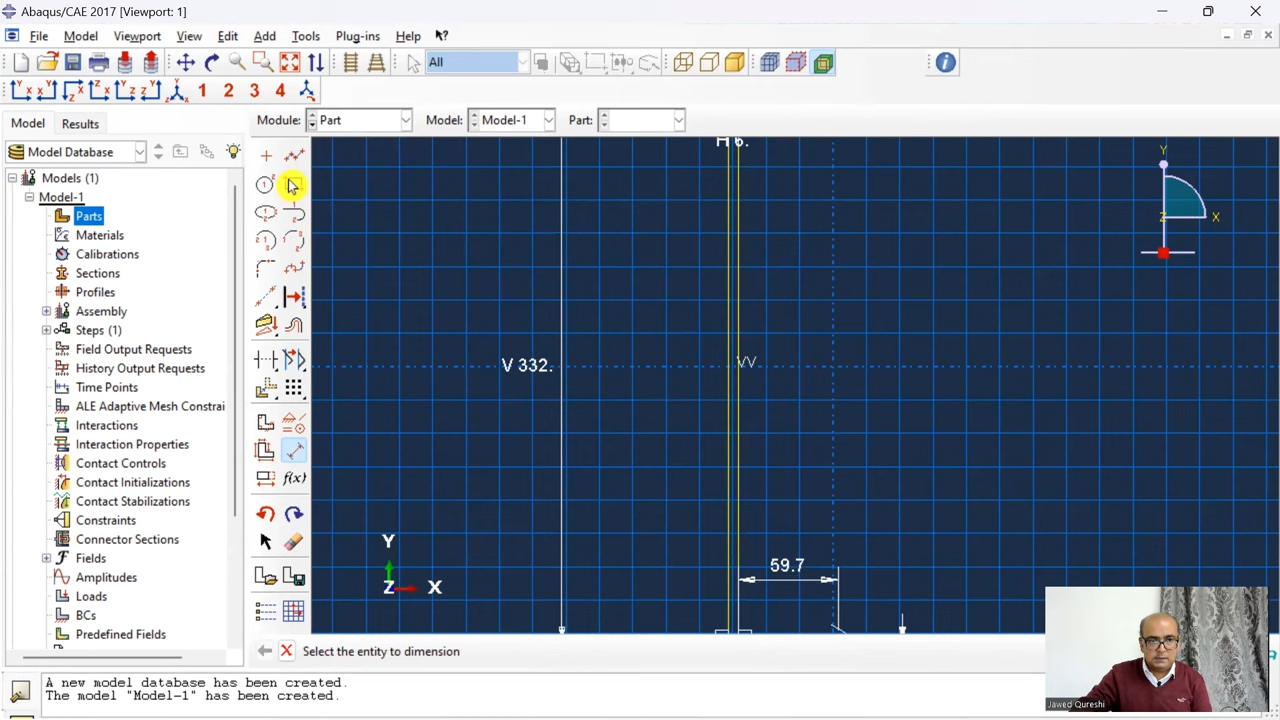 Abaqus/CAE 2017 [Viewport: 1]
File Model Viewport View Edit Add Tools Plug-ins Help
All
1 2 3 4
Model Results
Module: Part Model: Model-1 Part:
Model Database
Models (1)
Model-1
Parts
Materials
Calibrations
Sections
Profiles
Assembly
Steps (1)
Field Output Requests
History Output Requests
Time Points
ALE Adaptive Mesh Constrai
Interactions
Interaction Properties
Contact Controls
Contact Initializations
Contact Stabilizations
Constraints
Connector Sections
Fields
Amplitudes
Loads
BCs
Predefined Fields
f(x)
H 6.
V 332.
VV
59.7
Y
Z X
Y
Z X
Select the entity to dimension
A new model database has been created.
The model "Model-1" has been created.
Jawed Qureshi